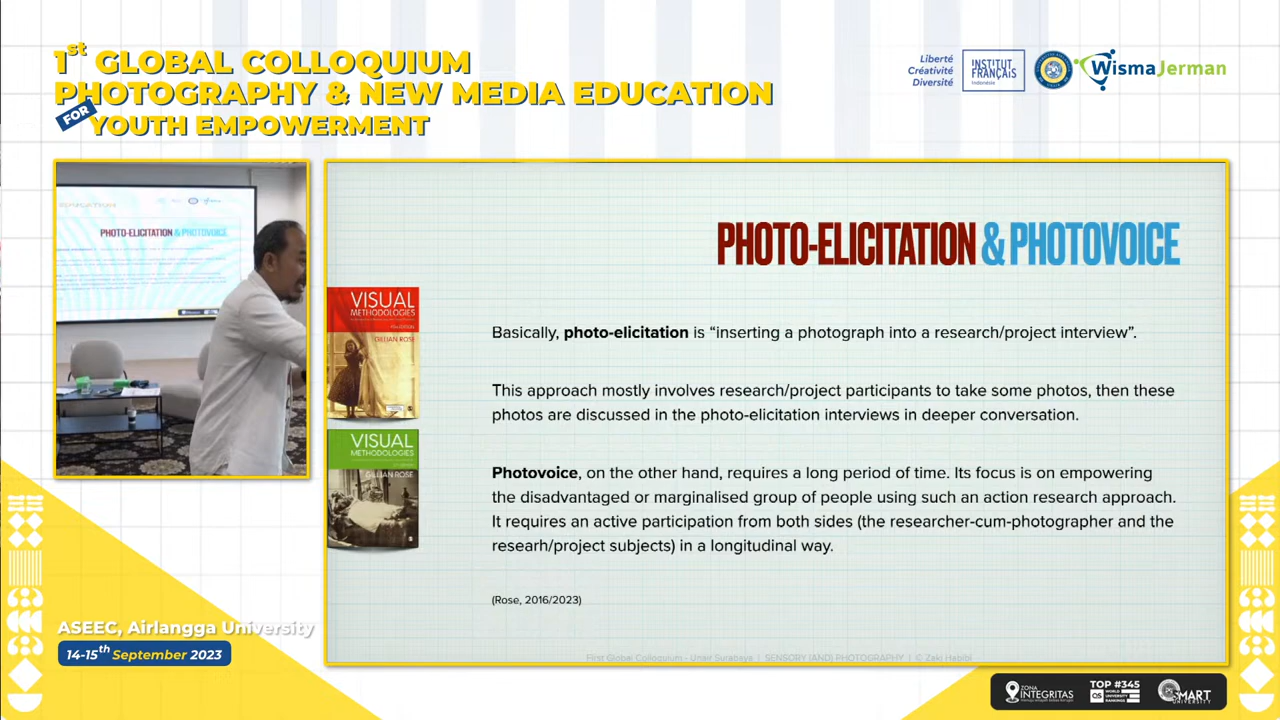 1st GLOBAL COLLOQUIUM
PHOTOGRAPHY & NEW MEDIA EDUCATION
FOR YOUTH EMPOWERMENT
Liberté
Créativité
Diversité
INSTITUT
FRANÇAIS
Indonésie
WismaJerman
PHOTO-ELICITATION & PHOTOVOICE
PHOTO-ELICITATION & PHOTOVOICE
VISUAL
METHODOLOGIES
GILLIAN ROSE
VISUAL
METHODOLOGIES
GILLIAN ROSE
Basically, photo-elicitation is “inserting a photograph into a research/project interview”.
This approach mostly involves research/project participants to take some photos, then these
photos are discussed in the photo-elicitation interviews in deeper conversation.
Photovoice, on the other hand, requires a long period of time. Its focus is on empowering
the disadvantaged or marginalised group of people using such an action research approach.
It requires an active participation from both sides (the researcher-cum-photographer and the
researh/project subjects) in a longitudinal way.
(Rose, 2016/2023)
First Global Colloquium - Unair Surabaya | SENSORY (AND) PHOTOGRAPHY | © Zaki Habibi
ASEEC, Airlangga University
14-15th September 2023
ZONA
INTEGRITAS
TOP #345
QS WORLD
UNIVERSITY
RANKINGS
SMART
UNIVERSITY